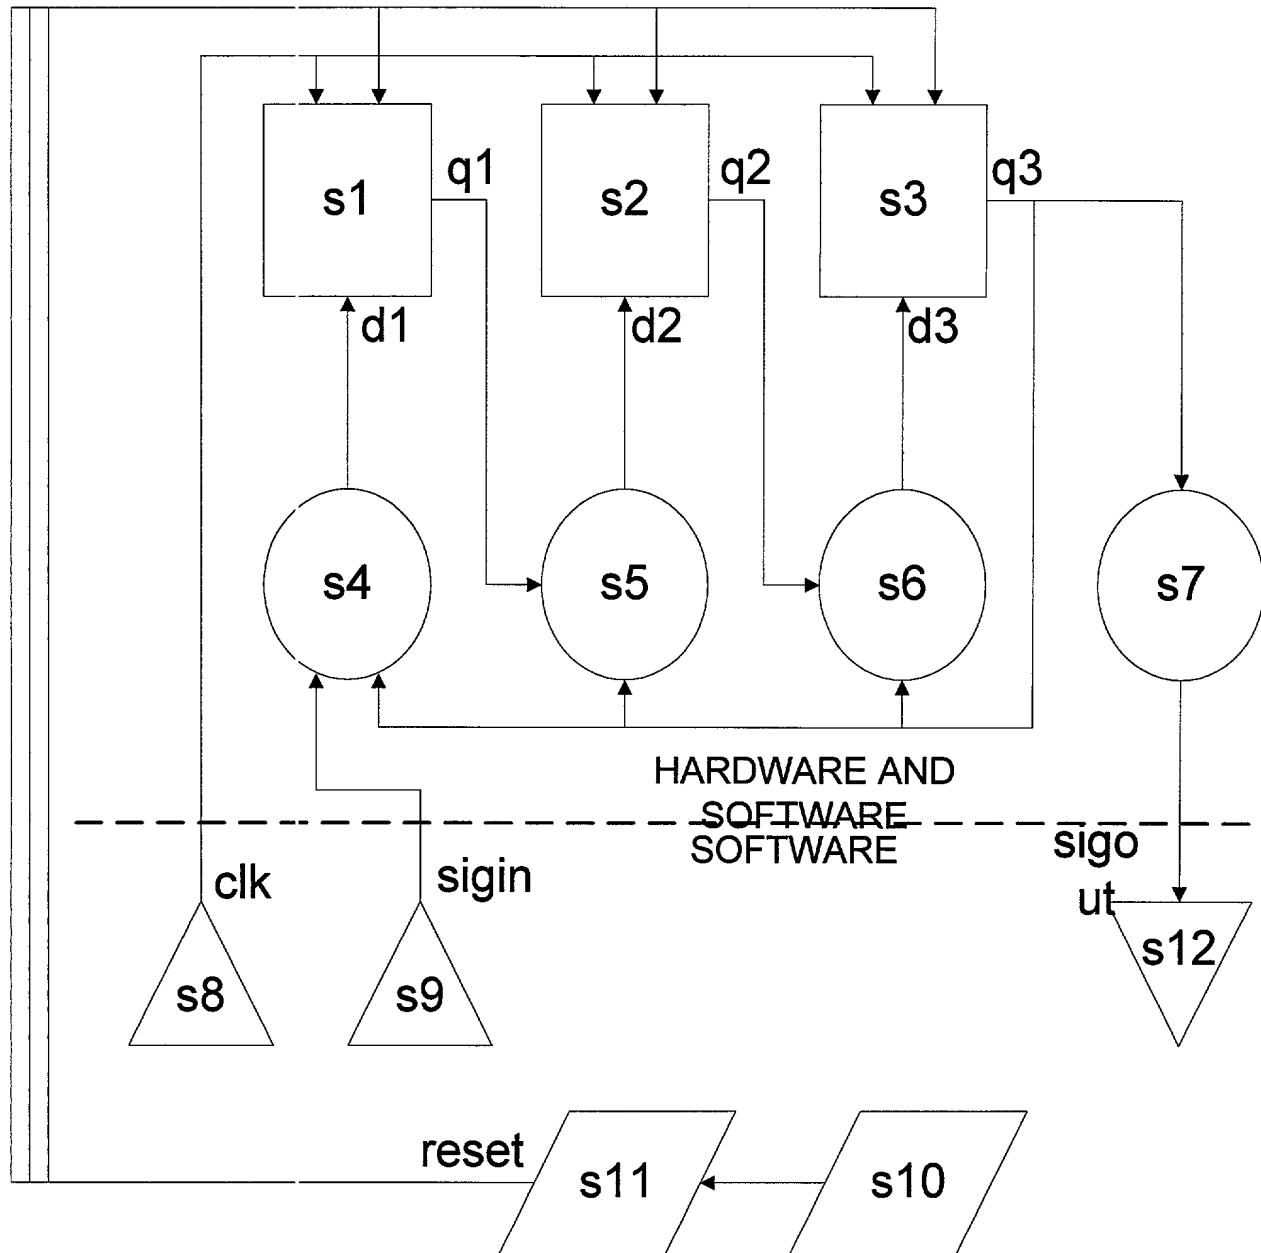 s1
q1
s2
q2
s3
q3
d1
d2
d3
s4
s5
s6
s7
HARDWARE AND
SOFTWARE
SOFTWARE
clk
sigin
sigo
ut
s8
s9
s12
reset
s11
s10